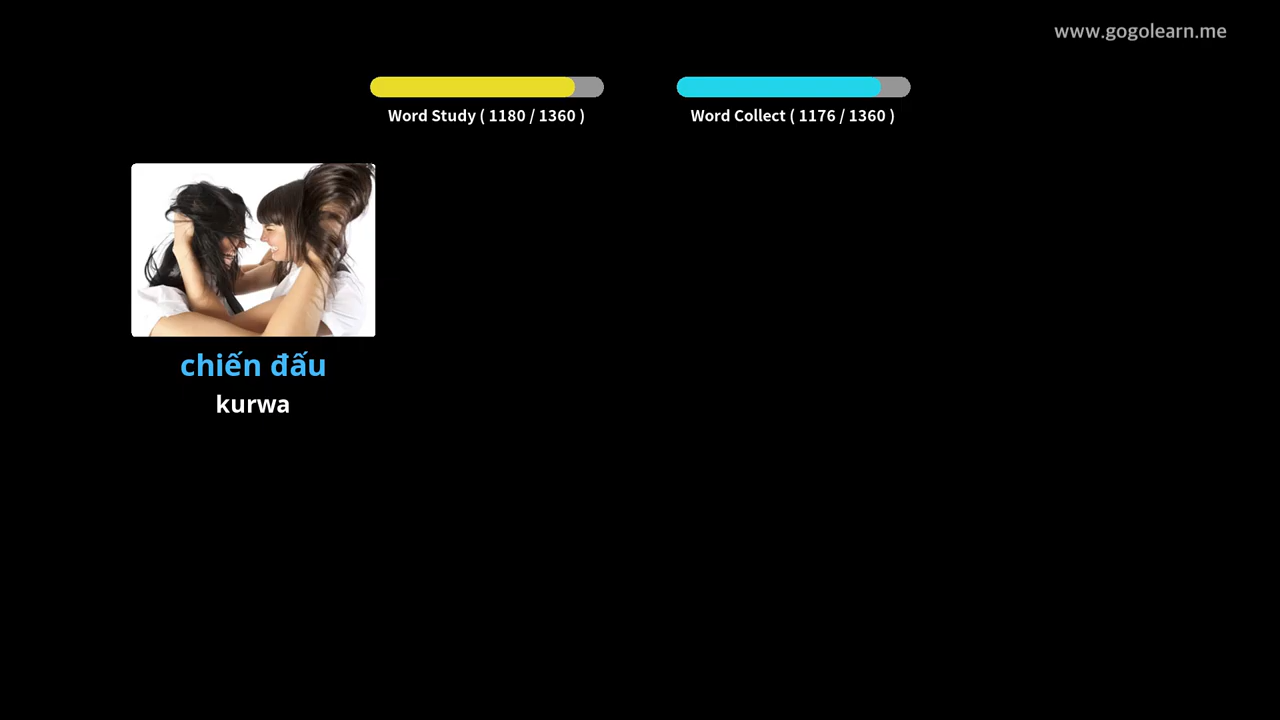 www.gogolearn.me
Word Study ( 1180 / 1360 )
Word Collect ( 1176 / 1360 )
chiến đấu
kurwa